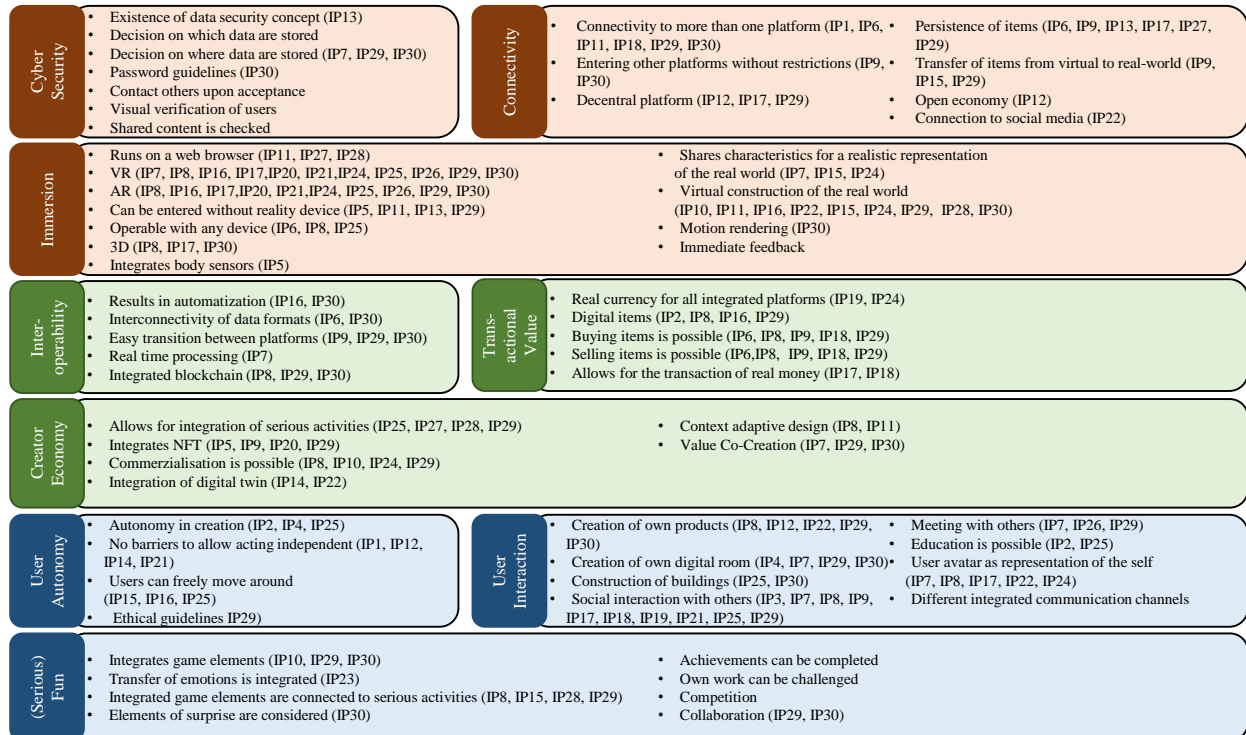 Cyber
Security
• Existence of data security concept (IP13)
• Decision on which data are stored
• Decision on where data are stored (IP7, IP29, IP30)
• Password guidelines (IP30)
• Contact others upon acceptance
• Visual verification of users
• Shared content is checked
Connectivity
• Connectivity to more than one platform (IP1, IP6,
IP11, IP18, IP29, IP30)
• Entering other platforms without restrictions (IP9,
IP30)
• Decentral platform (IP12, IP17, IP29)
• Persistence of items (IP6, IP9, IP13, IP17, IP27,
IP29)
• Transfer of items from virtual to real-world (IP9,
IP15, IP29)
• Open economy (IP12)
• Connection to social media (IP22)
Immersion
• Runs on a web browser (IP11, IP27, IP28)
• VR (IP7, IP8, IP16, IP17,IP20, IP21,IP24, IP25, IP26, IP29, IP30)
• AR (IP8, IP16, IP17,IP20, IP21,IP24, IP25, IP26, IP29, IP30)
• Can be entered without reality device (IP5, IP11, IP13, IP29)
• Operable with any device (IP6, IP8, IP25)
• 3D (IP8, IP17, IP30)
• Integrates body sensors (IP5)
• Shares characteristics for a realistic representation
of the real world (IP7, IP15, IP24)
• Virtual construction of the real world
(IP10, IP11, IP16, IP22, IP15, IP24, IP29, IP28, IP30)
• Motion rendering (IP30)
• Immediate feedback
Inter-
operability
• Results in automatization (IP16, IP30)
• Interconnectivity of data formats (IP6, IP30)
• Easy transition between platforms (IP9, IP29, IP30)
• Real time processing (IP7)
• Integrated blockchain (IP8, IP29, IP30)
Trans-
actional
Value
• Real currency for all integrated platforms (IP19, IP24)
• Digital items (IP2, IP8, IP16, IP29)
• Buying items is possible (IP6, IP8, IP9, IP18, IP29)
• Selling items is possible (IP6,IP8, IP9, IP18, IP29)
• Allows for the transaction of real money (IP17, IP18)
Creator
Economy
• Allows for integration of serious activities (IP25, IP27, IP28, IP29)
• Integrates NFT (IP5, IP9, IP20, IP29)
• Commerzialisation is possible (IP8, IP10, IP24, IP29)
• Integration of digital twin (IP14, IP22)
• Context adaptive design (IP8, IP11)
• Value Co-Creation (IP7, IP29, IP30)
User
Autonomy
• Autonomy in creation (IP2, IP4, IP25)
• No barriers to allow acting independent (IP1, IP12,
IP14, IP21)
• Users can freely move around
(IP15, IP16, IP25)
• Ethical guidelines IP29)
User
Interaction
• Creation of own products (IP8, IP12, IP22, IP29,
IP30)
• Creation of own digital room (IP4, IP7, IP29, IP30)
• Construction of buildings (IP25, IP30)
• Social interaction with others (IP3, IP7, IP8, IP9,
IP17, IP18, IP19, IP21, IP25, IP29)
• Meeting with others (IP7, IP26, IP29)
• Education is possible (IP2, IP25)
• User avatar as representation of the self
(IP7, IP8, IP17, IP22, IP24)
• Different integrated communication channels
(Serious)
Fun
• Integrates game elements (IP10, IP29, IP30)
• Transfer of emotions is integrated (IP23)
• Integrated game elements are connected to serious activities (IP8, IP15, IP28, IP29)
• Elements of surprise are considered (IP30)
• Achievements can be completed
• Own work can be challenged
• Competition
• Collaboration (IP29, IP30)